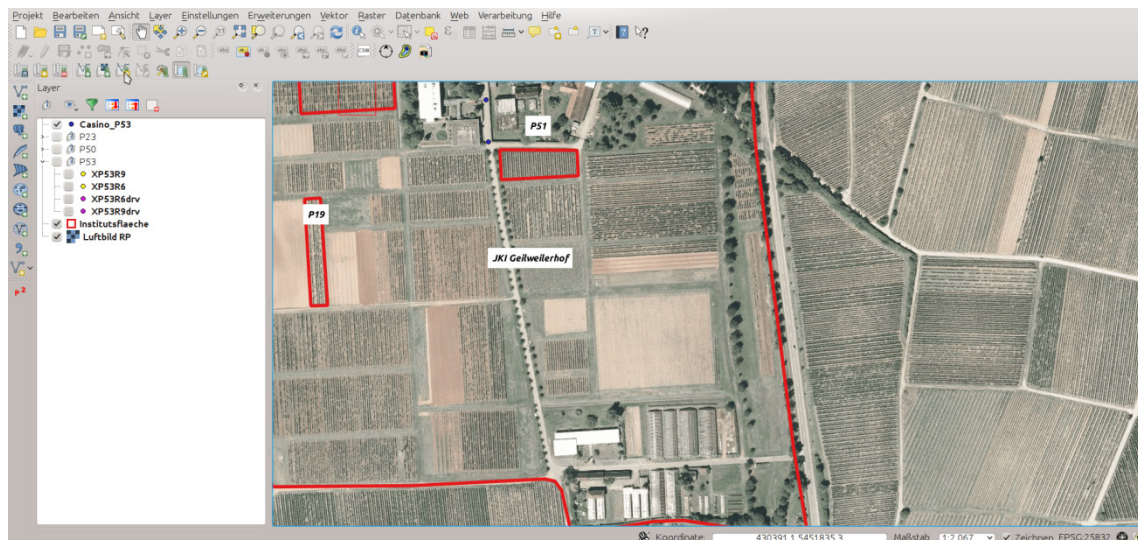 Projekt Bearbeiten Ansicht Layer Einstellungen Erweiterungen Vektor Raster Datenbank Web Verarbeitung Hilfe
CSW
Layer
Casino_P53
P23
P50
P53
XP53R9
XP53R6
XP53R6drv
XP53R9drv
Institutsflaeche
Luftbild RP
P51
P19
JKI Geilweilerhof
Koordinate: 430391.1,5451835.3 Maßstab 1:2.067 Zeichnen EPSG:25832